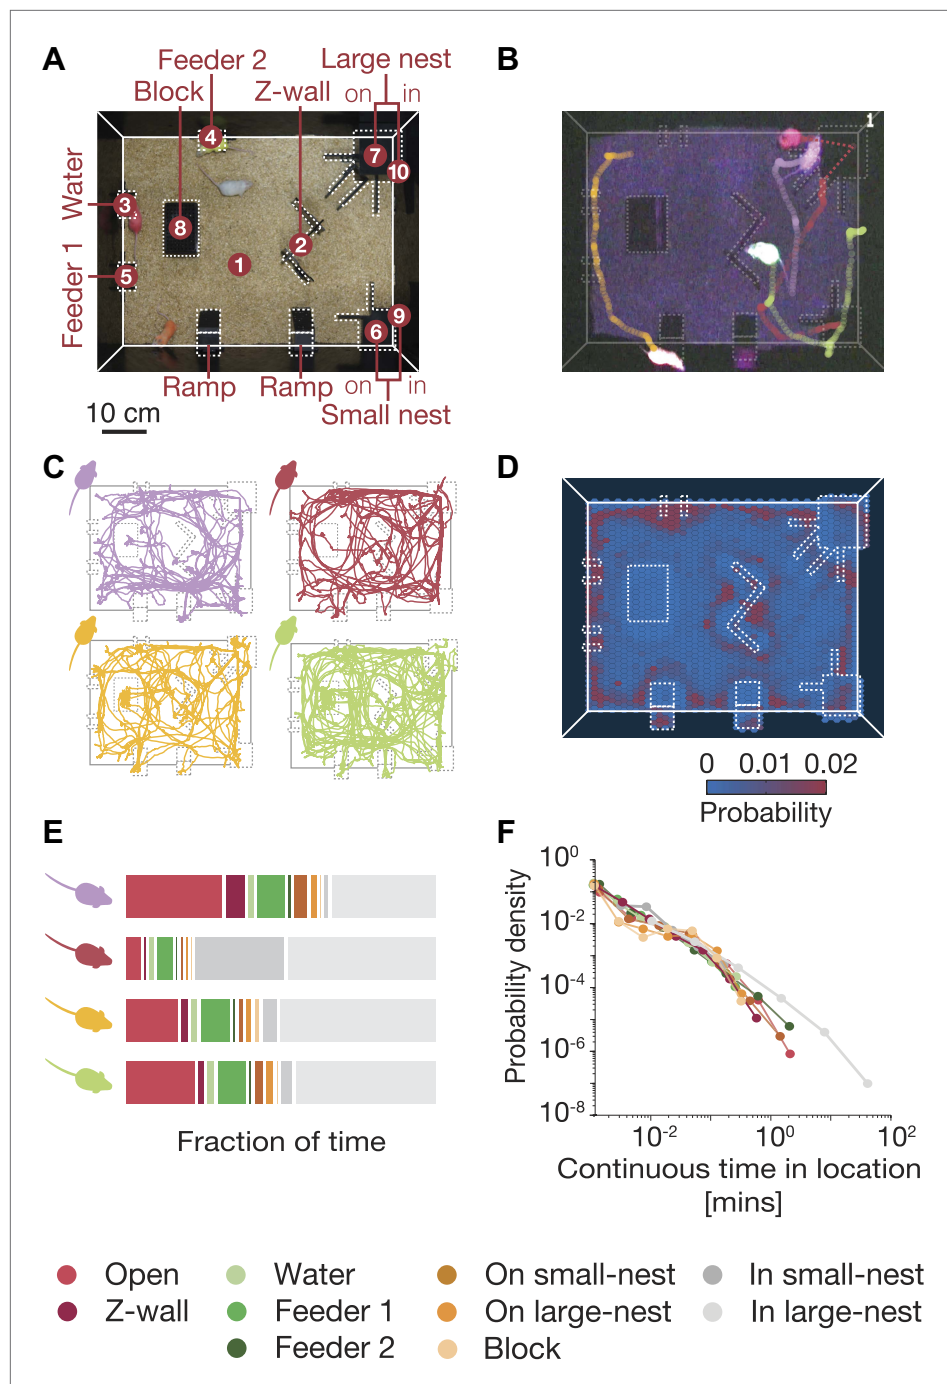 A
Feeder 2
Large nest
Block
Z-wall
on
in
Water
Feeder 1
4
7
10
3
8
2
1
5
9
6
Ramp
Ramp
on
in
Small nest
10 cm
B
1
C
D
0
0.01
0.02
Probability
E
Fraction of time
F
10^0
10^-2
10^-4
10^-6
10^-8
Probability density
10^-2
10^0
10^2
Continuous time in location
[mins]
Open
Water
On small-nest
In small-nest
Z-wall
Feeder 1
On large-nest
In large-nest
Feeder 2
Block